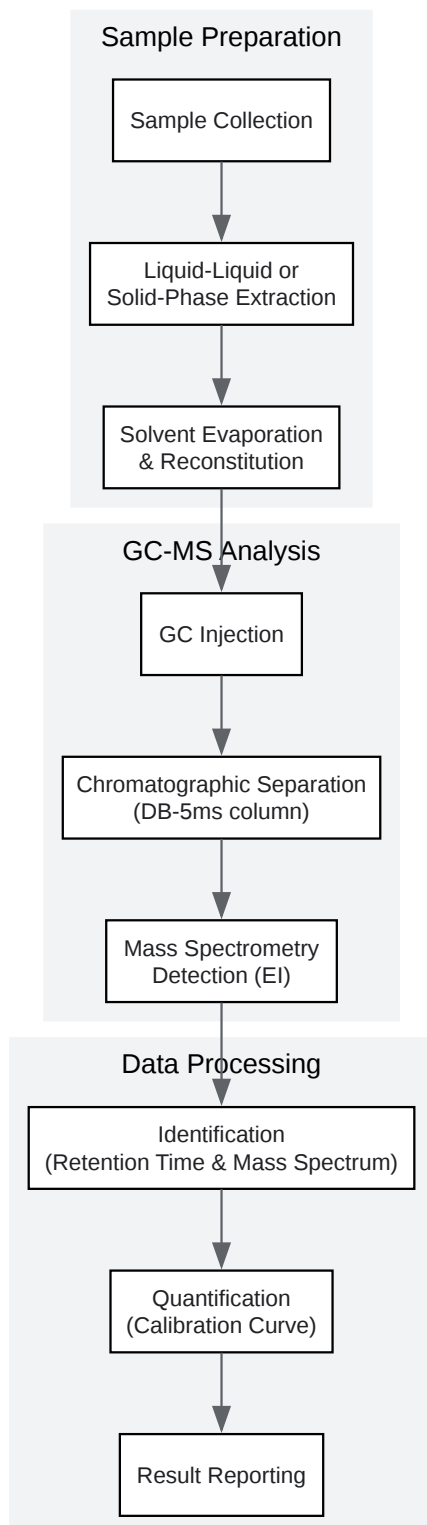 Sample Preparation
Sample Collection
Liquid-Liquid or
Solid-Phase Extraction
Solvent Evaporation
& Reconstitution
GC-MS Analysis
GC Injection
Chromatographic Separation
(DB-5ms column)
Mass Spectrometry
Detection (EI)
Data Processing
Identification
(Retention Time & Mass Spectrum)
Quantification
(Calibration Curve)
Result Reporting